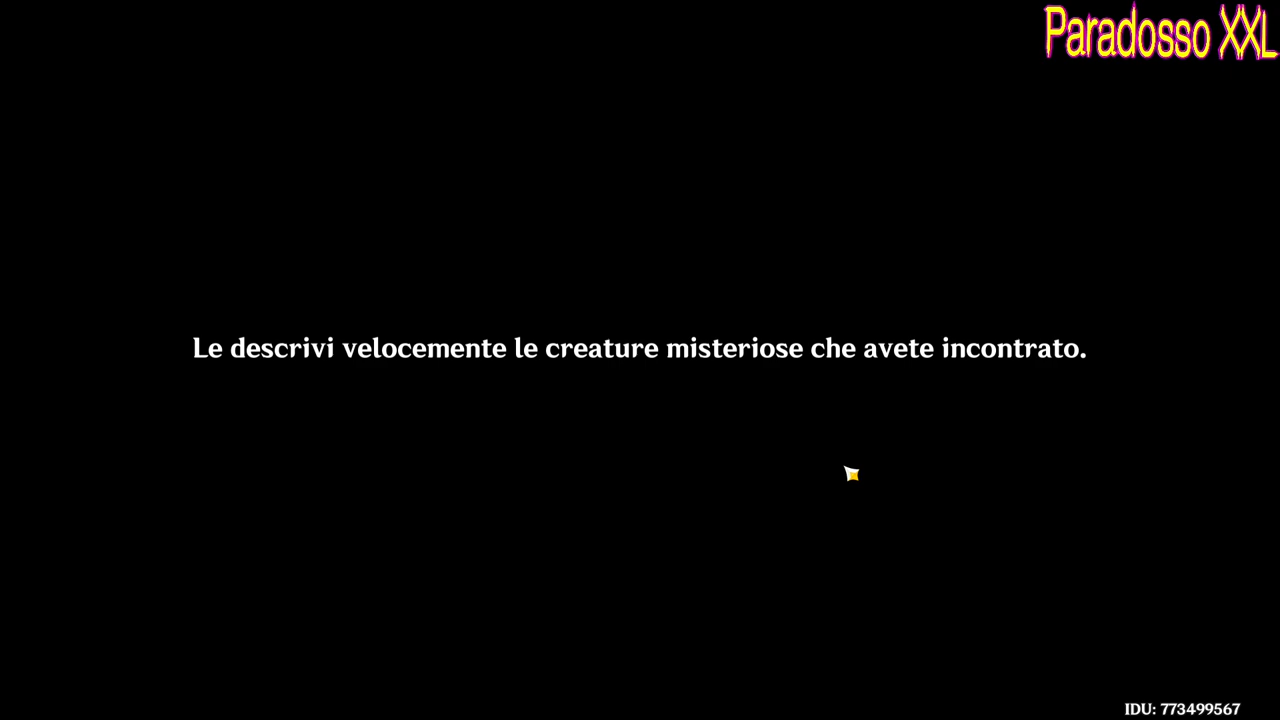 Paradosso XXL
Le descrivi velocemente le creature misteriose che avete incontrato.
IDU: 773499567